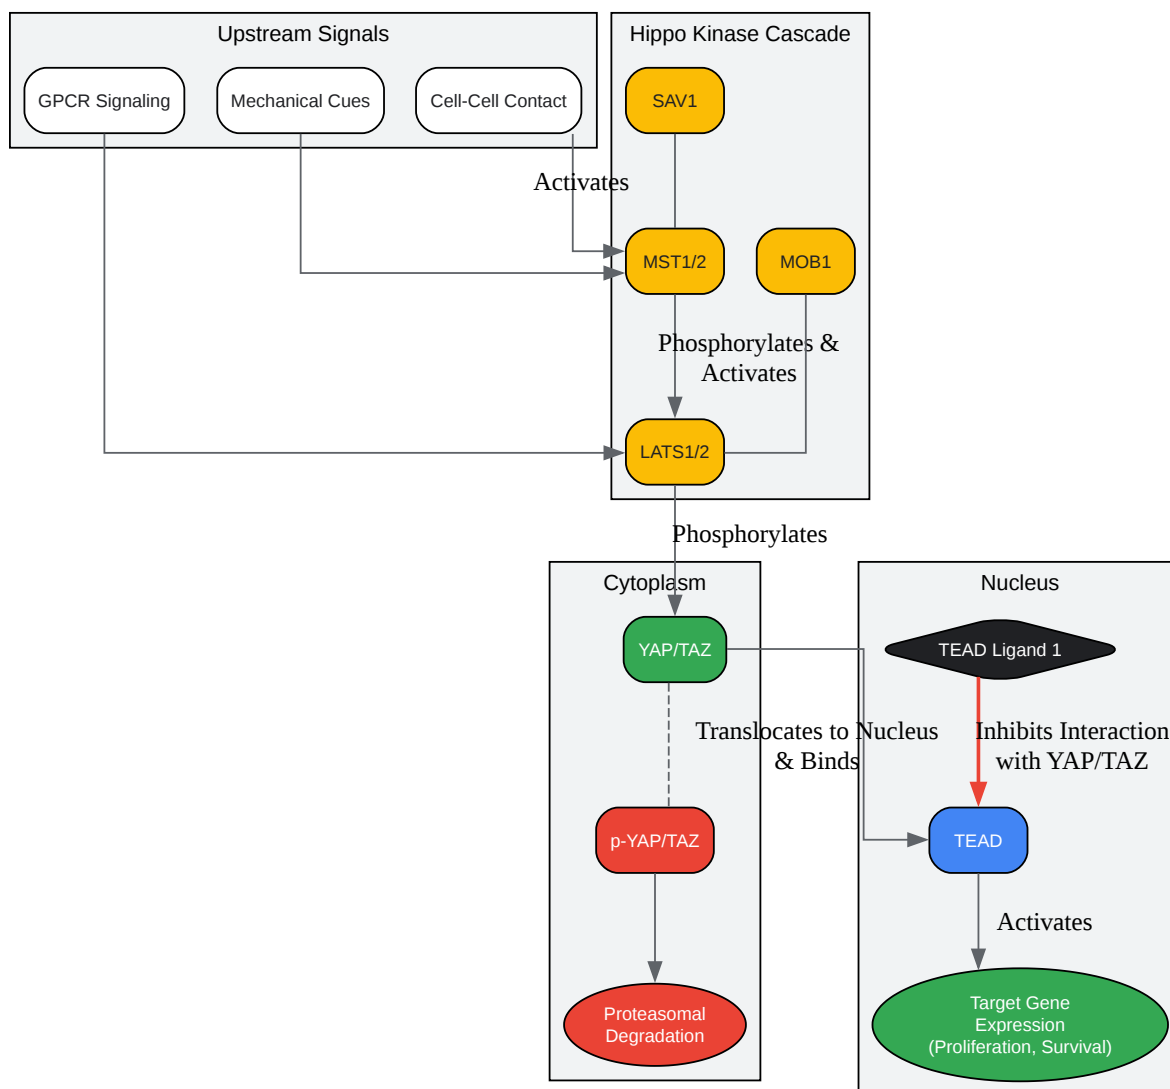 Upstream Signals
Hippo Kinase Cascade
GPCR Signaling
Mechanical Cues
Cell-Cell Contact
SAV1
Activates
MST1/2
MOB1
Phosphorylates &
Activates
LATS1/2
Phosphorylates
Cytoplasm
Nucleus
YAP/TAZ
TEAD Ligand 1
Translocates to Nucleus
& Binds
Inhibits Interaction
with YAP/TAZ
p-YAP/TAZ
TEAD
Activates
Proteasomal
Degradation
Target Gene
Expression
(Proliferation, Survival)